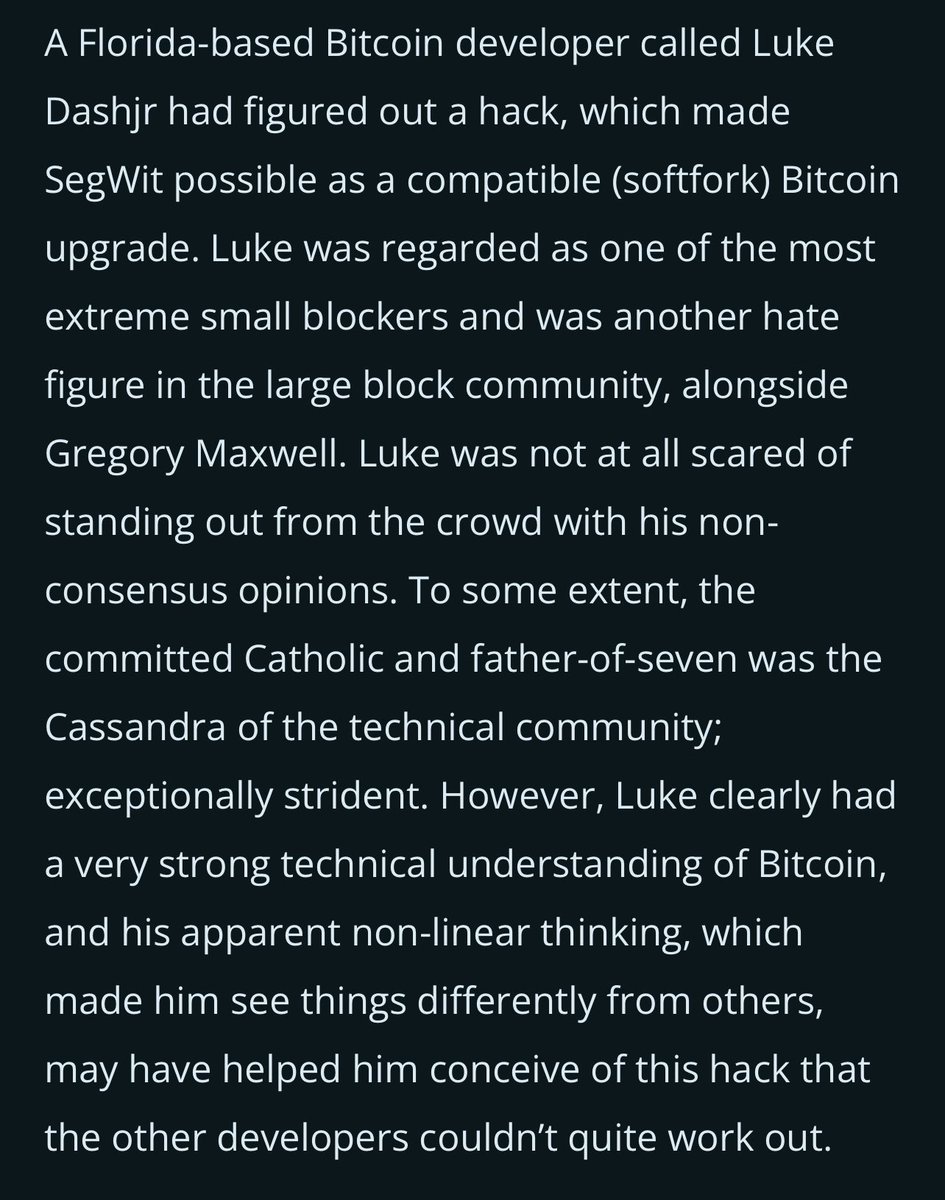 A Florida-based Bitcoin developer called Luke
Dashjr had figured out a hack, which made
SegWit possible as a compatible (softfork) Bitcoin
upgrade. Luke was regarded as one of the most
extreme small blockers and was another hate
figure in the large block community, alongside
Gregory Maxwell. Luke was not at all scared of
standing out from the crowd with his non-
consensus opinions. To some extent, the
committed Catholic and father-of-seven was the
Cassandra of the technical community;
exceptionally strident. However, Luke clearly had
a very strong technical understanding of Bitcoin,
and his apparent non-linear thinking, which
made him see things differently from others,
may have helped him conceive of this hack that
the other developers couldn’t quite work out.